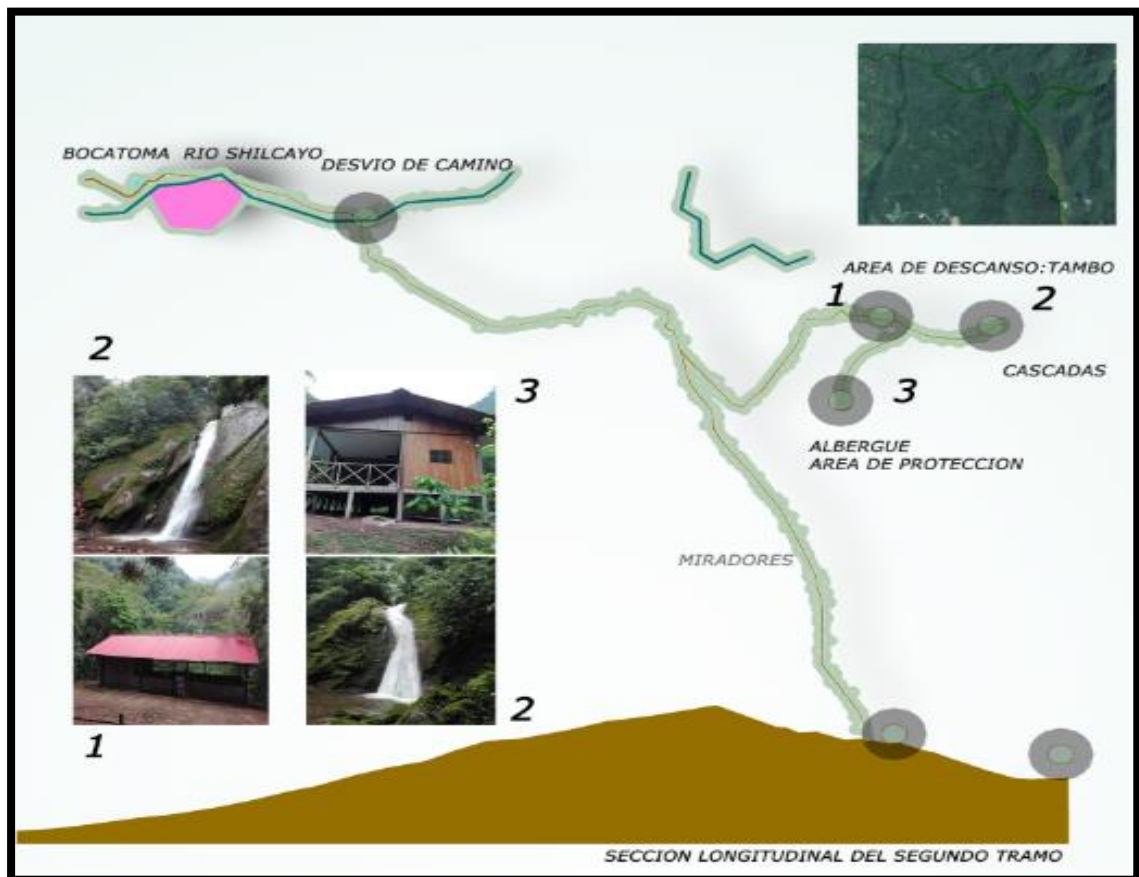 BOCATOMA RIO SHILCAYO
DESVIO DE CAMINO
AREA DE DESCANSO:TAMBO
1
2
CASCADAS
3
ALBERGUE
AREA DE PROTECCION
2
3
MIRADORES
1
2
SECCION LONGITUDINAL DEL SEGUNDO TRAMO